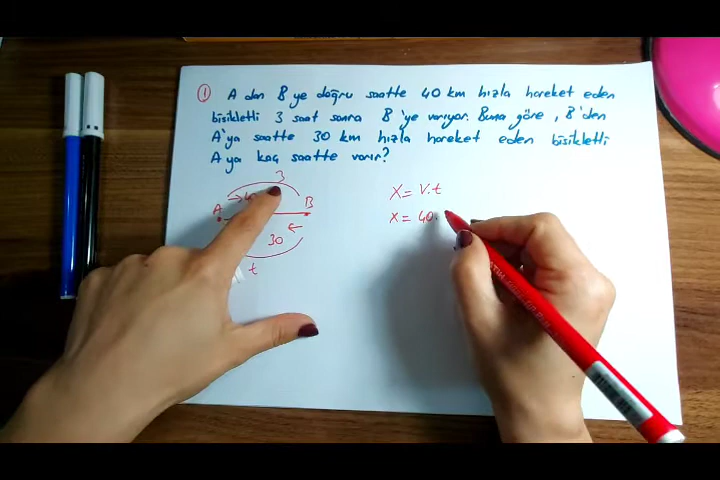 1 A dan B ye doğru saatte 40 km hızla hareket eden
bisikletli 3 saat sonra B'ye varıyor. Buna göre, B'den
A'ya saatte 30 km hızla hareket eden bisikletli
A ya kaç saatte varır?
3
A B
30
t
X = V.t
X = 40.